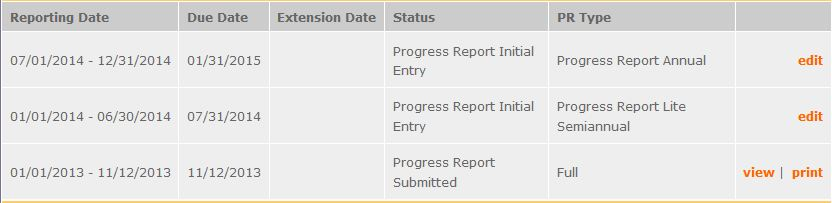 Reporting Date Due Date Extension Date Status PR Type
07/01/2014 - 12/31/2014 01/31/2015 Progress Report Initial Entry Progress Report Annual edit
01/01/2014 - 06/30/2014 07/31/2014 Progress Report Initial Entry Progress Report Lite Semiannual edit
01/01/2013 - 11/12/2013 11/12/2013 Progress Report Submitted Full view | print